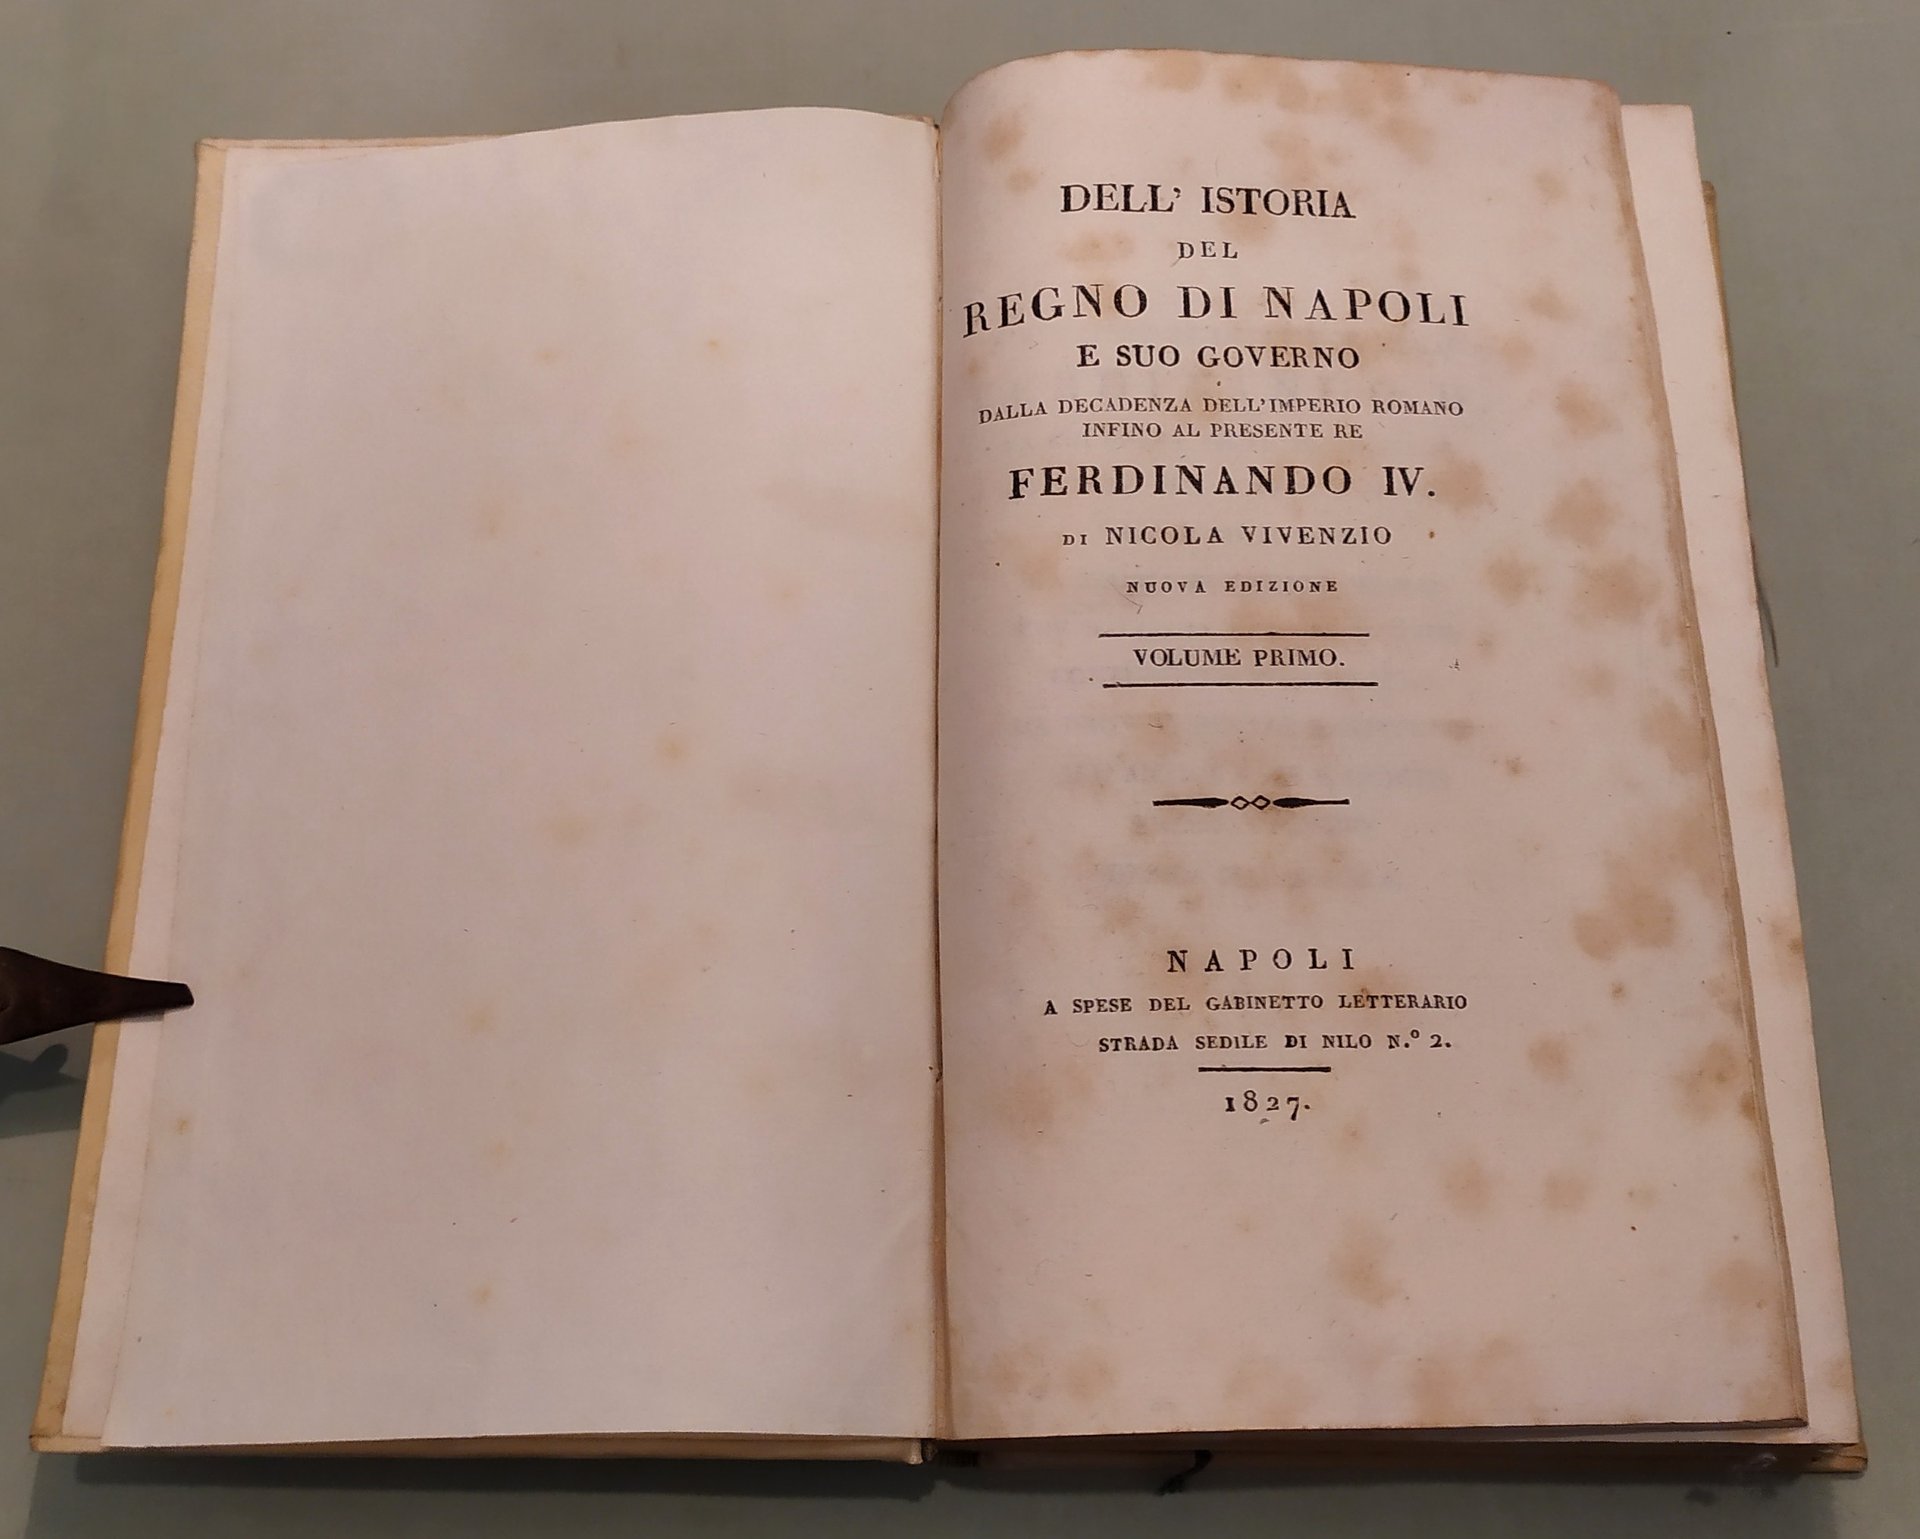 DELL' ISTORIA
DEL
REGNO DI NAPOLI
E SUO GOVERNO
DALLA DECADENZA DELL'IMPERIO ROMANO
INFINO AL PRESENTE RE
FERDINANDO IV.
DI NICOLA VIVENZIO
NUOVA EDIZIONE
VOLUME PRIMO.
NAPOLI
A SPESE DEL GABINETTO LETTERARIO
STRADA SEDILE DI NILO N.º 2.
1827.